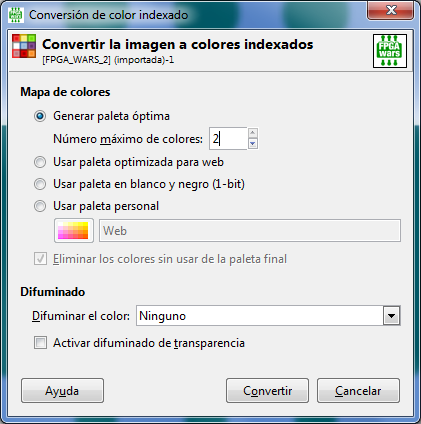 Conversión de color indexado
Convertir la imagen a colores indexados
[FPGA_WARS_2] (importada)-1
FPGA
wars
Mapa de colores
Generar paleta óptima
Número máximo de colores: 2
Usar paleta optimizada para web
Usar paleta en blanco y negro (1-bit)
Usar paleta personal
Web
Eliminar los colores sin usar de la paleta final
Difuminado
Difuminar el color: Ninguno
Activar difuminado de transparencia
Ayuda
Convertir
Cancelar